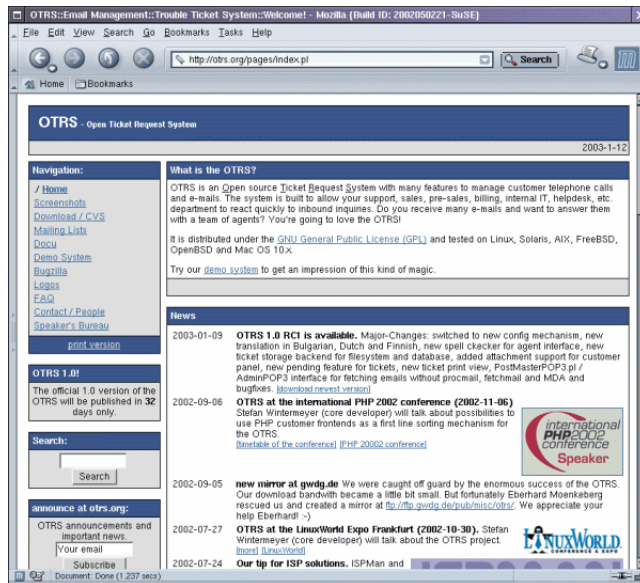 OTRS::Email Management::Trouble Ticket System::Welcome! - Mozilla {Build ID: 2002050221-SuSE}
File Edit View Search Go Bookmarks Tasks Help
http://otrs.org/pages/index.pl
Search
Home Bookmarks
OTRS - Open Ticket Request System
2003-1-12
Navigation:
/ Home
Screenshots
Download / CVS
Mailing Lists
Docu
Demo System
Bugzilla
Logos
FAQ
Contact / People
Speaker's Bureau
print version
OTRS 1.0!
The official 1.0 version of the
OTRS will be published in 32
days only.
Search:
Search
announce at otrs.org:
OTRS announcements and
important news.
Your email
Subscribe
What is the OTRS?
OTRS is an Open source Ticket Request System with many features to manage customer telephone calls
and e-mails. The system is built to allow your support, sales, pre-sales, billing, internal IT, helpdesk, etc.
department to react quickly to inbound inquiries. Do you receive many e-mails and want to answer them
with a team of agents? You're going to love the OTRS!
It is distributed under the GNU General Public License (GPL) and tested on Linux, Solaris, AIX, FreeBSD,
OpenBSD and Mac OS 10.x.
Try our demo system to get an impression of this kind of magic.
News
2003-01-09 OTRS 1.0 RC1 is available. Major-Changes: switched to new config mechanism, new
translation in Bulgarian, Dutch and Finnish, new spell ckecker for agent interface, new
ticket storage backend for filesystem and database, added attachment support for customer
panel, new pending feature for tickets, new ticket print view, PostMasterPOP3.pl /
AdminPOP3 interface for fetching emails without procmail, fetchmail and MDA and
bugfixes. [download newest version]
2002-09-06 OTRS at the international PHP 2002 conference (2002-11-06)
Stefan Wintermeyer (core developer) will talk about possibilities to
use PHP customer frontends as a first line sorting mechanism for
the OTRS.
[timetable of the conference] [PHP 20002 conference]
international
PHP2002
conference
Speaker
2002-09-05 new mirror at gwdg.de We were caught off guard by the enormous success of the OTRS.
Our download bandwith became a little bit small. But fortunately Eberhard Moenkeberg
rescued us and created a mirror at ftp://ftp.gwdg.de/pub/misc/otrs/. We appreciate your
help Eberhard! :-)
2002-07-27 OTRS at the LinuxWorld Expo Frankfurt (2002-10-30). Stefan
Wintermeyer (core developer) will talk about the OTRS project.
[more] [LinuxWorld]
LINUXWORLD
CONFERENCE & EXPO
2002-07-24 Our tip for ISP solutions. ISPMan and
Document: Done (1.237 secs)